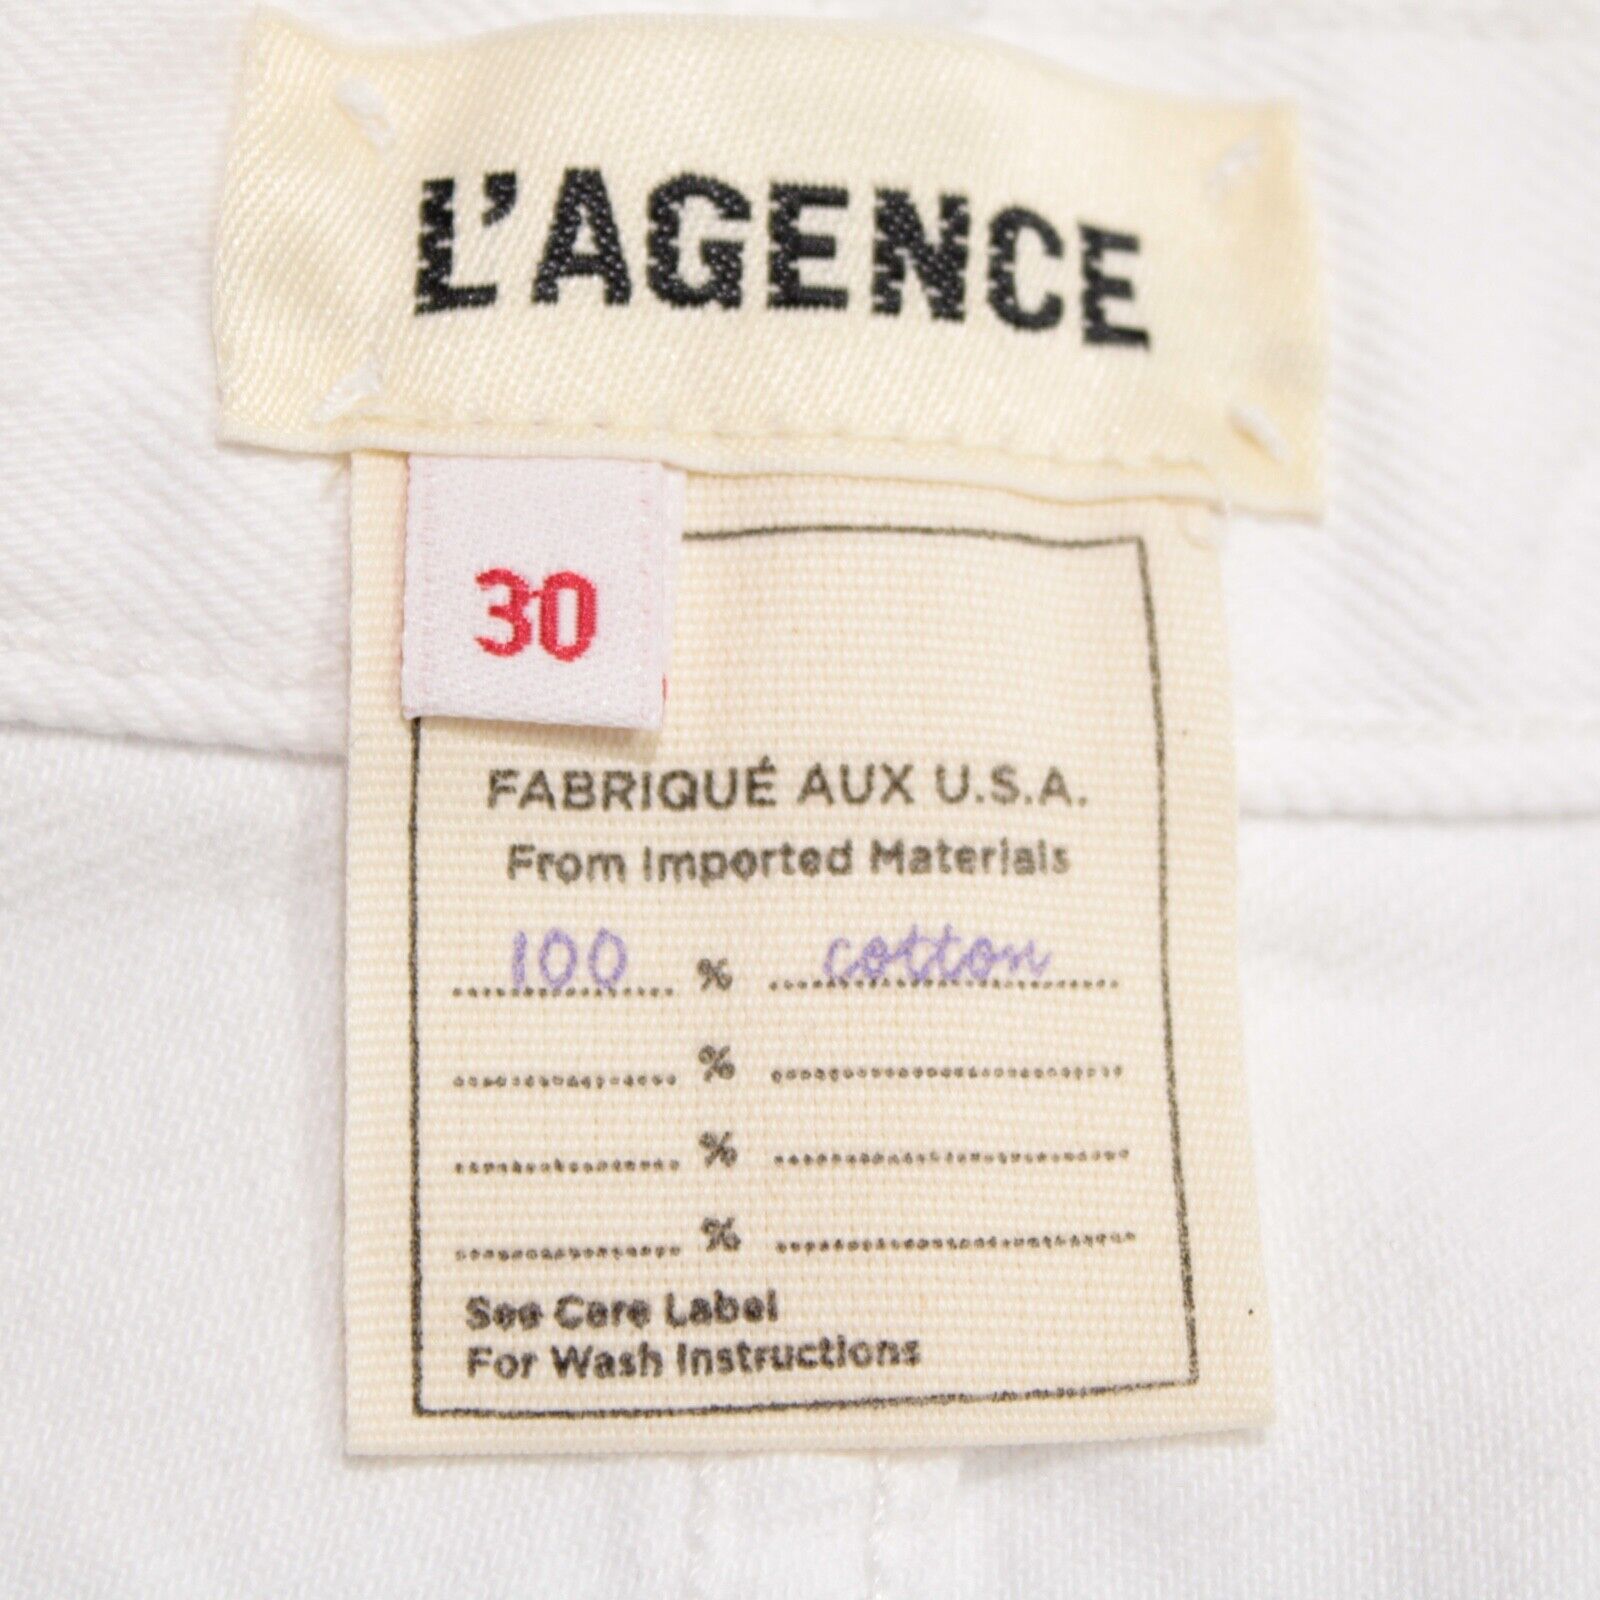 L'AGENCE
30
FABRIQUÉ AUX U.S.A.
From Imported Materials
100 % cotton
%
%
%
See Care Label
For Wash Instructions